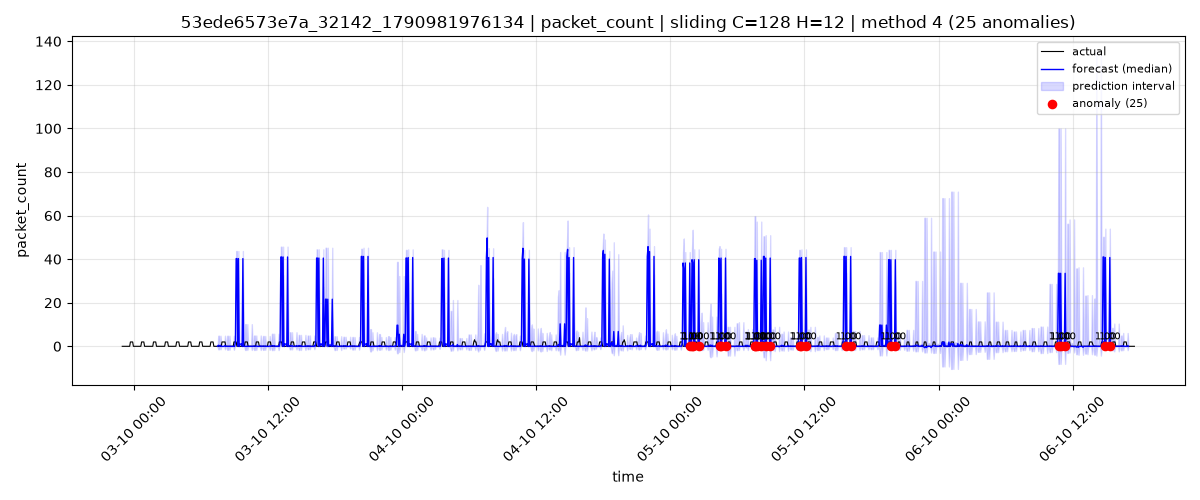 53ede6573e7a_32142_1790981976134 | packet_count | sliding C=128 H=12 | method 4 (25 anomalies)
actual
forecast (median)
prediction interval
anomaly (25)
packet_count
140
120
100
80
60
40
20
0
03-10 00:00
03-10 12:00
04-10 00:00
04-10 12:00
05-10 00:00
05-10 12:00
06-10 00:00
06-10 12:00
time